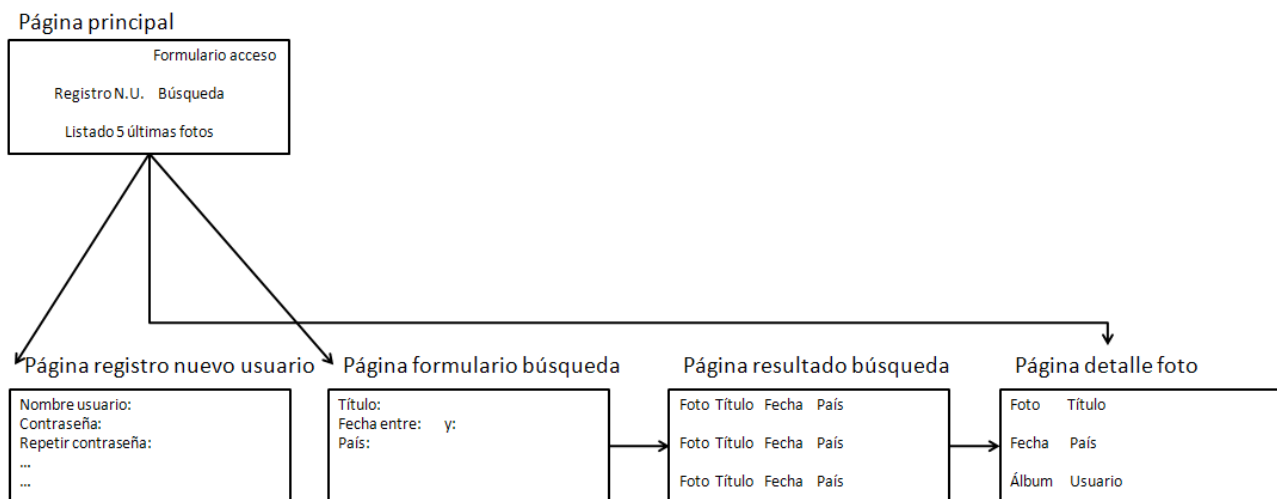 Página principal
Formulario acceso
Registro N.U. Búsqueda
Listado 5 últimas fotos
Página registro nuevo usuario
Nombre usuario:
Contraseña:
Repetir contraseña:
...
...
Página formulario búsqueda
Título:
Fecha entre: y:
País:
Página resultado búsqueda
Foto Título Fecha País
Foto Título Fecha País
Foto Título Fecha País
Página detalle foto
Foto Título
Fecha País
Álbum Usuario